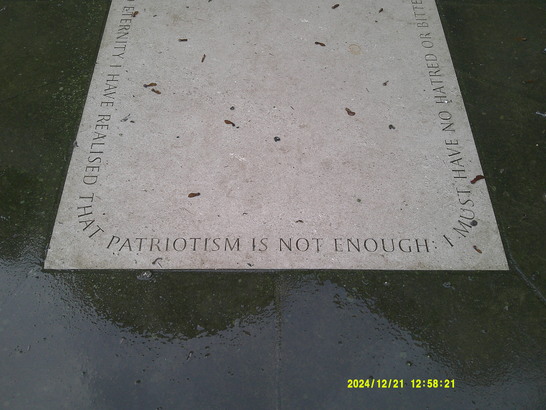 ETERNITY I HAVE REALISED THAT
PATRIOTISM IS NOT ENOUGH: I
MUST HAVE NO HATRED OR BITTE
2024/12/21 12:58:21